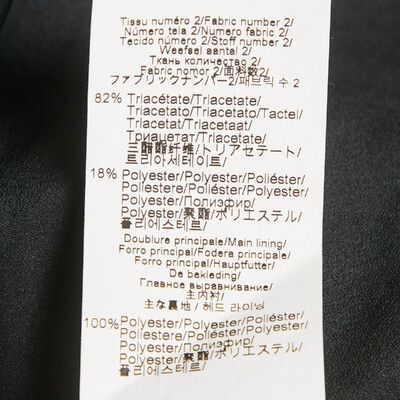 Tissu numéro 2/Fabric number 2/
Número tela 2/Numero fabric 2/
Tecido número 2/Stoff number 2/
Weefsel aantal 2/
Ткань количество 2/
Fabric nomor 2/面料数2/
ファブリックナンバー2/패브릭 수 2/
82% Triacétate/Triacetate/
Triacetato/Triacetato/Tactel/
Triacetat/Triacetaat/
Триацетат/Triacetate/
三醋酯纤维/トリアセテート/
트리아세테이트/
18% Polyester/Polyester/Poliéster/
Poliestere/Poliéster/Polyester/
Polyester/Полиэфир/
Polyester/聚酯/ポリエステル/
폴리에스테르/
Doublure principale/Main lining/
Forro principal/Fodera principale/
Forro principal/Hauptfutter/
De bekleding/
Главное выравнивание/
主内衬/
主な裏地/헤드 라이닝/
100% Polyester/Polyester/Poliéster/
Poliestere/Poliéster/Polyester/
Polyester/Полиэфир/
Polyester/聚酯/ポリエステル/
폴리에스테르/